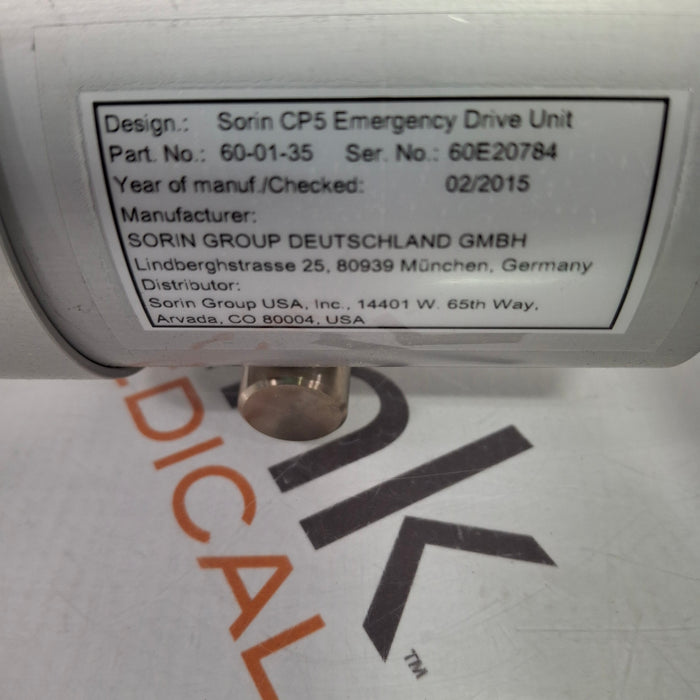 Design.: Sorin CP5 Emergency Drive Unit
Part. No.: 60-01-35 Ser. No.: 60E20784
Year of manuf./Checked: 02/2015
Manufacturer:
SORIN GROUP DEUTSCHLAND GMBH
Lindberghstrasse 25, 80939 München, Germany
Distributor:
Sorin Group USA, Inc., 14401 W. 65th Way,
Arvada, CO 80004, USA
nk
EDICAL
TM